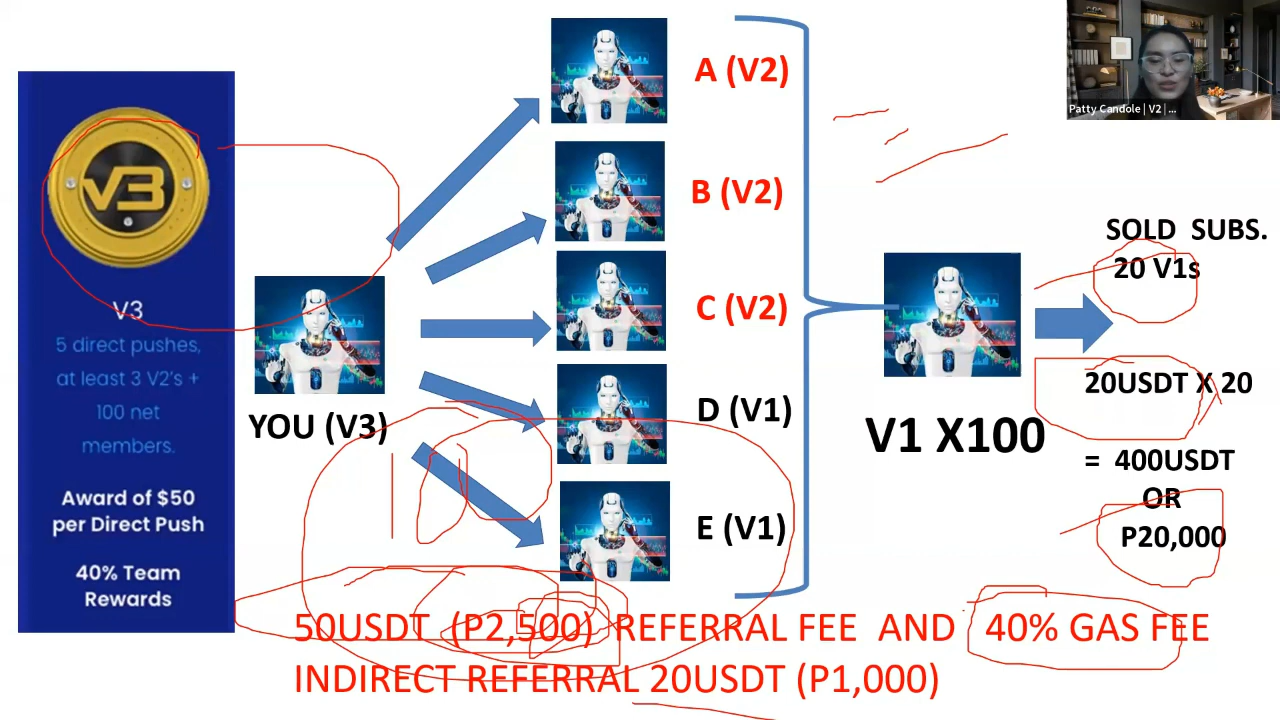 V3
V3
5 direct pushes,
at least 3 V2's +
100 net
members.
Award of $50
per Direct Push
40% Team
Rewards
YOU (V3)
A (V2)
B (V2)
C (V2)
D (V1)
E (V1)
V1 X100
Patty Candole | V2 | ...
SOLD SUBS.
20 V1s
20USDT X 20
= 400USDT
OR
P20,000
50USDT (P2,500) REFERRAL FEE AND 40% GAS FEE
INDIRECT REFERRAL 20USDT (P1,000)